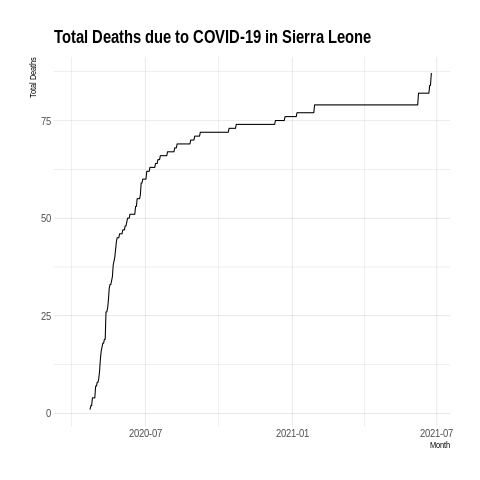 Total Deaths due to COVID-19 in Sierra Leone
Total Deaths
75
50
25
0
2020-07
2021-01
2021-07
Month